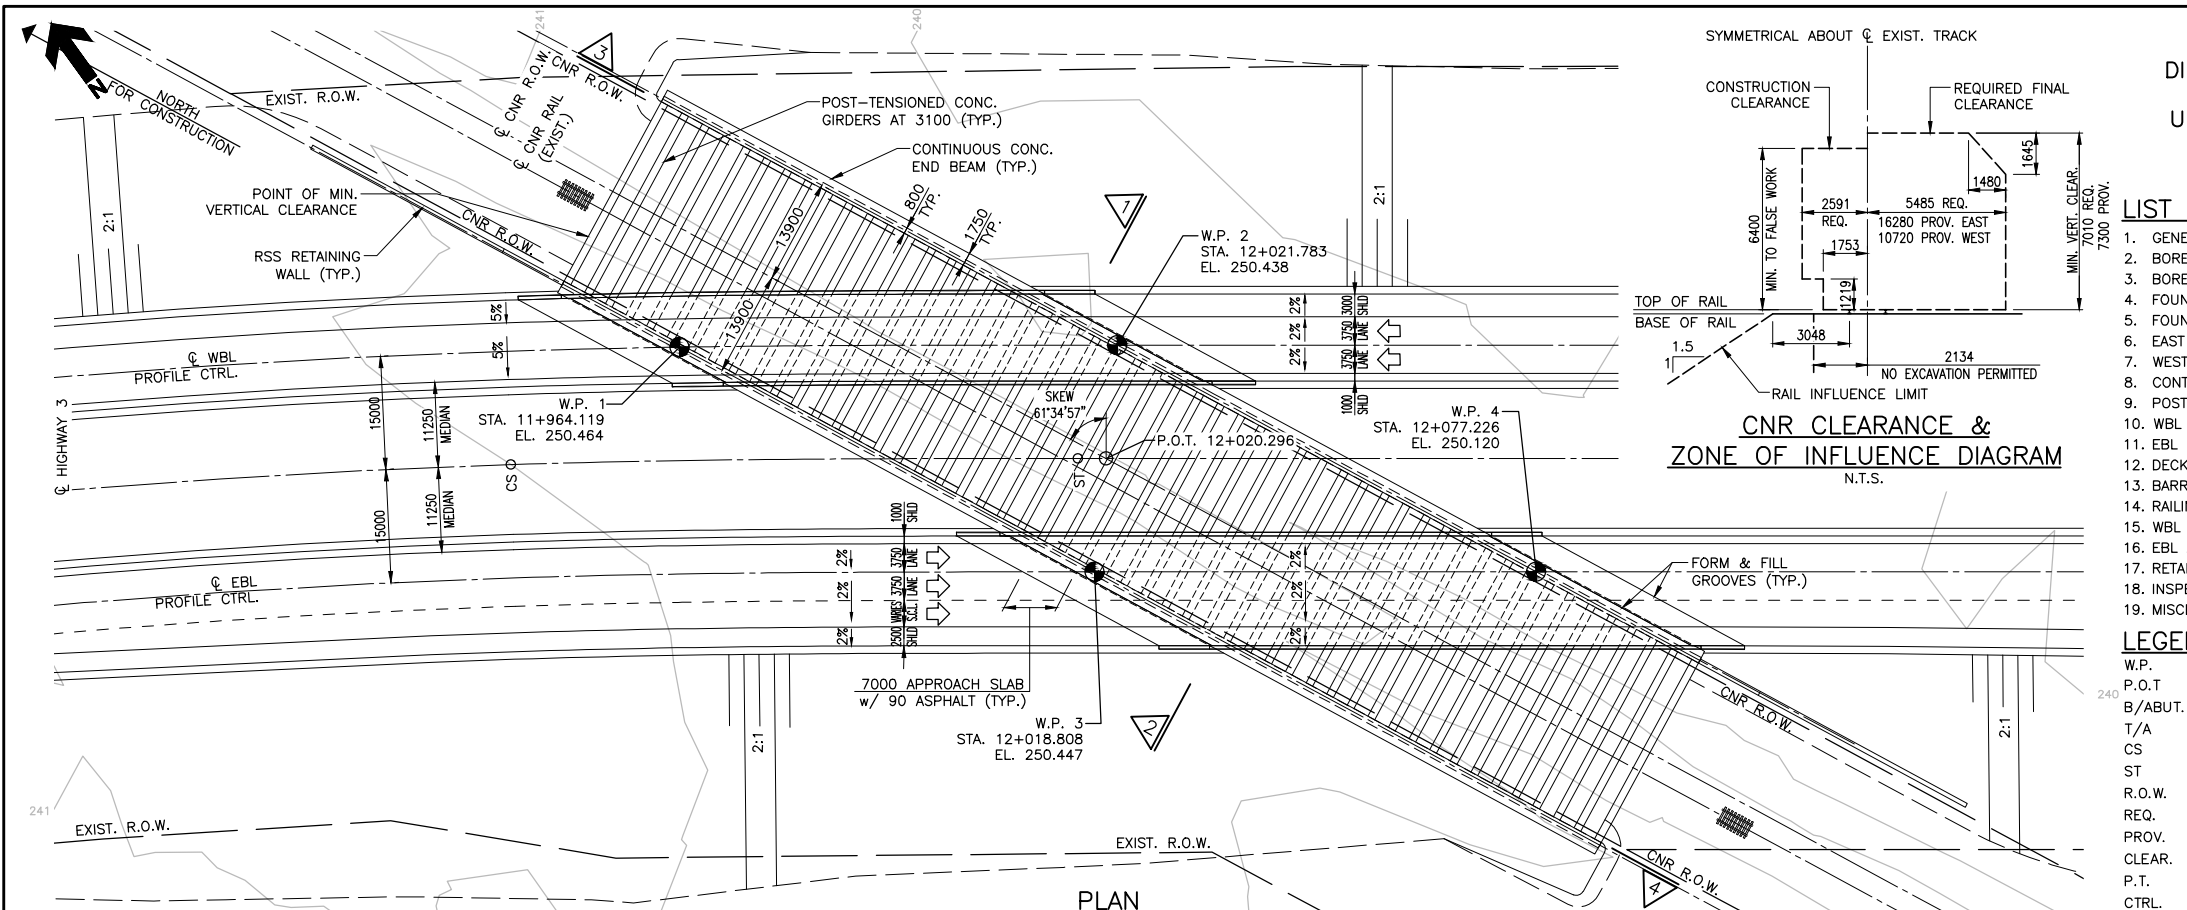 241
240
3
CNR R.O.W.
℄ CNR R.O.W.
℄ CNR RAIL
(EXIST.)
N
NORTH
FOR CONSTRUCTION
EXIST. R.O.W.
POST-TENSIONED CONC.
GIRDERS AT 3100 (TYP.)
CONTINUOUS CONC.
END BEAM (TYP.)
POINT OF MIN.
VERTICAL CLEARANCE
CNR R.O.W.
RSS RETAINING
WALL (TYP.)
2:1
800
TYP.
1750
TYP.
13900
13900
1
2:1
W.P. 2
STA. 12+021.783
EL. 250.438
5%
5%
℄ WBL
PROFILE CTRL.
2%
2%
2%
3000
SHLD
3750
LANE
3750
LANE
1000
SHLD
W.P. 1
STA. 11+964.119
EL. 250.464
SKEW
61°34'57"
P.O.T. 12+020.296
W.P. 4
STA. 12+077.226
EL. 250.120
℄ HIGHWAY 3
15000
11250
MEDIAN
15000
11250
MEDIAN
CS
ST
1000
SHLD
3750
LANE
3750
LANE
VARIES
S.C.L.
2500
SHLD
2%
2%
2%
2%
2%
2%
℄ EBL
PROFILE CTRL.
FORM & FILL
GROOVES (TYP.)
7000 APPROACH SLAB
w/ 90 ASPHALT (TYP.)
W.P. 3
STA. 12+018.808
EL. 250.447
2
2:1
CNR R.O.W.
2:1
240
241
EXIST. R.O.W.
EXIST. R.O.W.
CNR R.O.W.
4
PLAN
SYMMETRICAL ABOUT ℄ EXIST. TRACK
CONSTRUCTION
CLEARANCE
REQUIRED FINAL
CLEARANCE
6400
MIN. TO FALSE WORK
2591
REQ.
1753
1219
5485 REQ.
16280 PROV. EAST
10720 PROV. WEST
1480
1645
MIN. VERT. CLEAR.
7010 REQ.
7300 PROV.
TOP OF RAIL
BASE OF RAIL
3048
1.5
1
2134
NO EXCAVATION PERMITTED
RAIL INFLUENCE LIMIT
CNR CLEARANCE &
ZONE OF INFLUENCE DIAGRAM
N.T.S.
DI
U
LIST
1. GENE
2. BORE
3. BORE
4. FOUN
5. FOUN
6. EAST
7. WEST
8. CONT
9. POST
10. WBL
11. EBL
12. DECK
13. BARR
14. RAILI
15. WBL
16. EBL
17. RETAI
18. INSPE
19. MISCE
LEGE
W.P.
P.O.T
B/ABUT.
T/A
CS
ST
R.O.W.
REQ.
PROV.
CLEAR.
P.T.
CTRL.